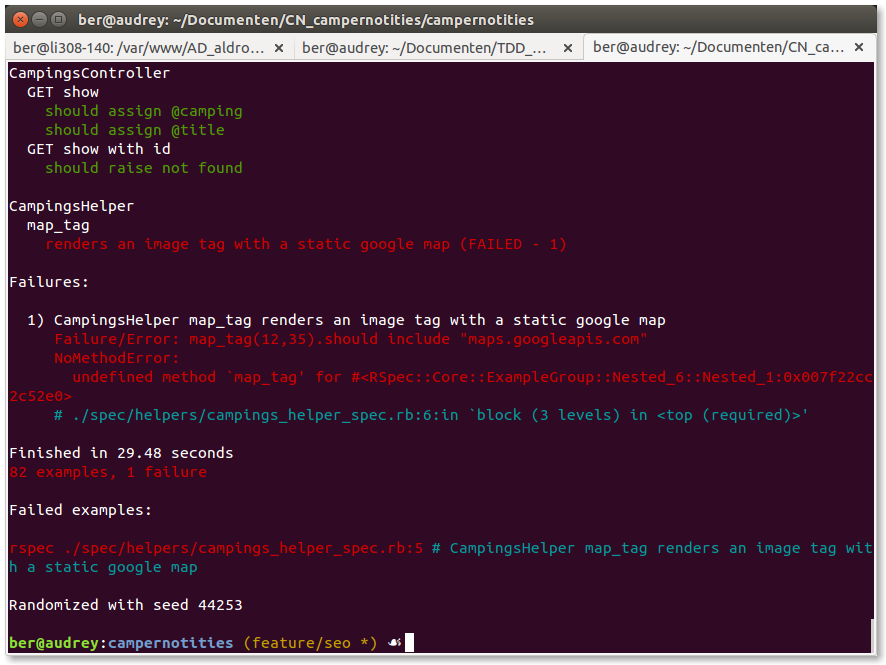 ber@audrey: ~/Documenten/CN_campernotities/campernotities
ber@li308-140: /var/www/AD_aldro... × ber@audrey: ~/Documenten/TDD_... × ber@audrey: ~/Documenten/CN_ca... ×
CampingsController
  GET show
    should assign @camping
    should assign @title
  GET show with id
    should raise not found
CampingsHelper
  map_tag
    renders an image tag with a static google map (FAILED - 1)
Failures:
  1) CampingsHelper map_tag renders an image tag with a static google map
     Failure/Error: map_tag(12,35).should include "maps.googleapis.com"
     NoMethodError:
       undefined method `map_tag' for #<RSpec::Core::ExampleGroup::Nested_6::Nested_1:0x007f22cc
2c52e0>
     # ./spec/helpers/campings_helper_spec.rb:6:in `block (3 levels) in <top (required)>'
Finished in 29.48 seconds
82 examples, 1 failure
Failed examples:
rspec ./spec/helpers/campings_helper_spec.rb:5 # CampingsHelper map_tag renders an image tag wit
h a static google map
Randomized with seed 44253
ber@audrey:campernotities (feature/seo *) ☙